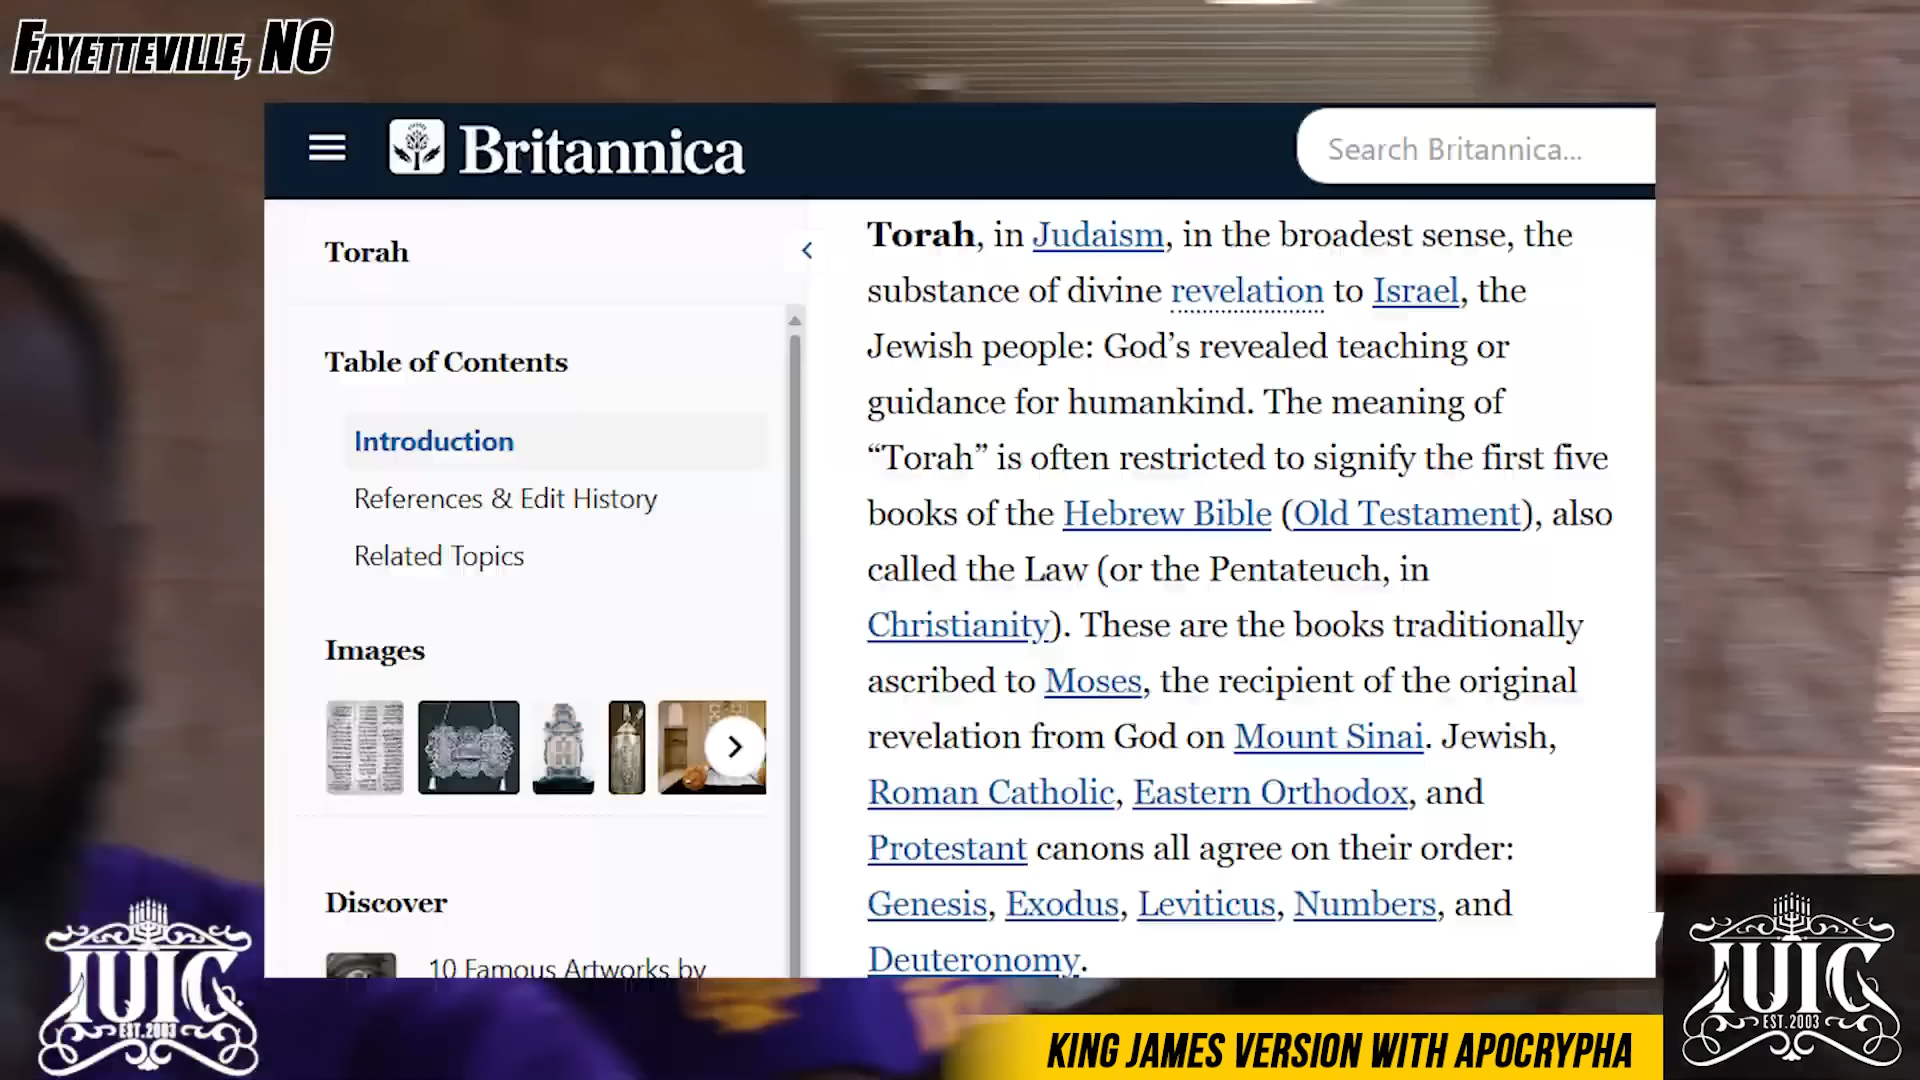 FAYETTEVILLE, NC
Britannica
Search Britannica...
Torah
Table of Contents
Introduction
References & Edit History
Related Topics
Images
Discover
10 Famous Artworks by
Torah, in Judaism, in the broadest sense, the
substance of divine revelation to Israel, the
Jewish people: God’s revealed teaching or
guidance for humankind. The meaning of
“Torah” is often restricted to signify the first five
books of the Hebrew Bible (Old Testament), also
called the Law (or the Pentateuch, in
Christianity). These are the books traditionally
ascribed to Moses, the recipient of the original
revelation from God on Mount Sinai. Jewish,
Roman Catholic, Eastern Orthodox, and
Protestant canons all agree on their order:
Genesis, Exodus, Leviticus, Numbers, and
Deuteronomy.
IUIC
EST.2003
IUIC
EST.2003
KING JAMES VERSION WITH APOCRYPHA